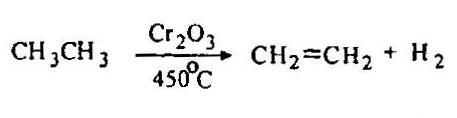 CH₃CH₃ Cr₂O₃ 450°C CH₂=CH₂ + H₂